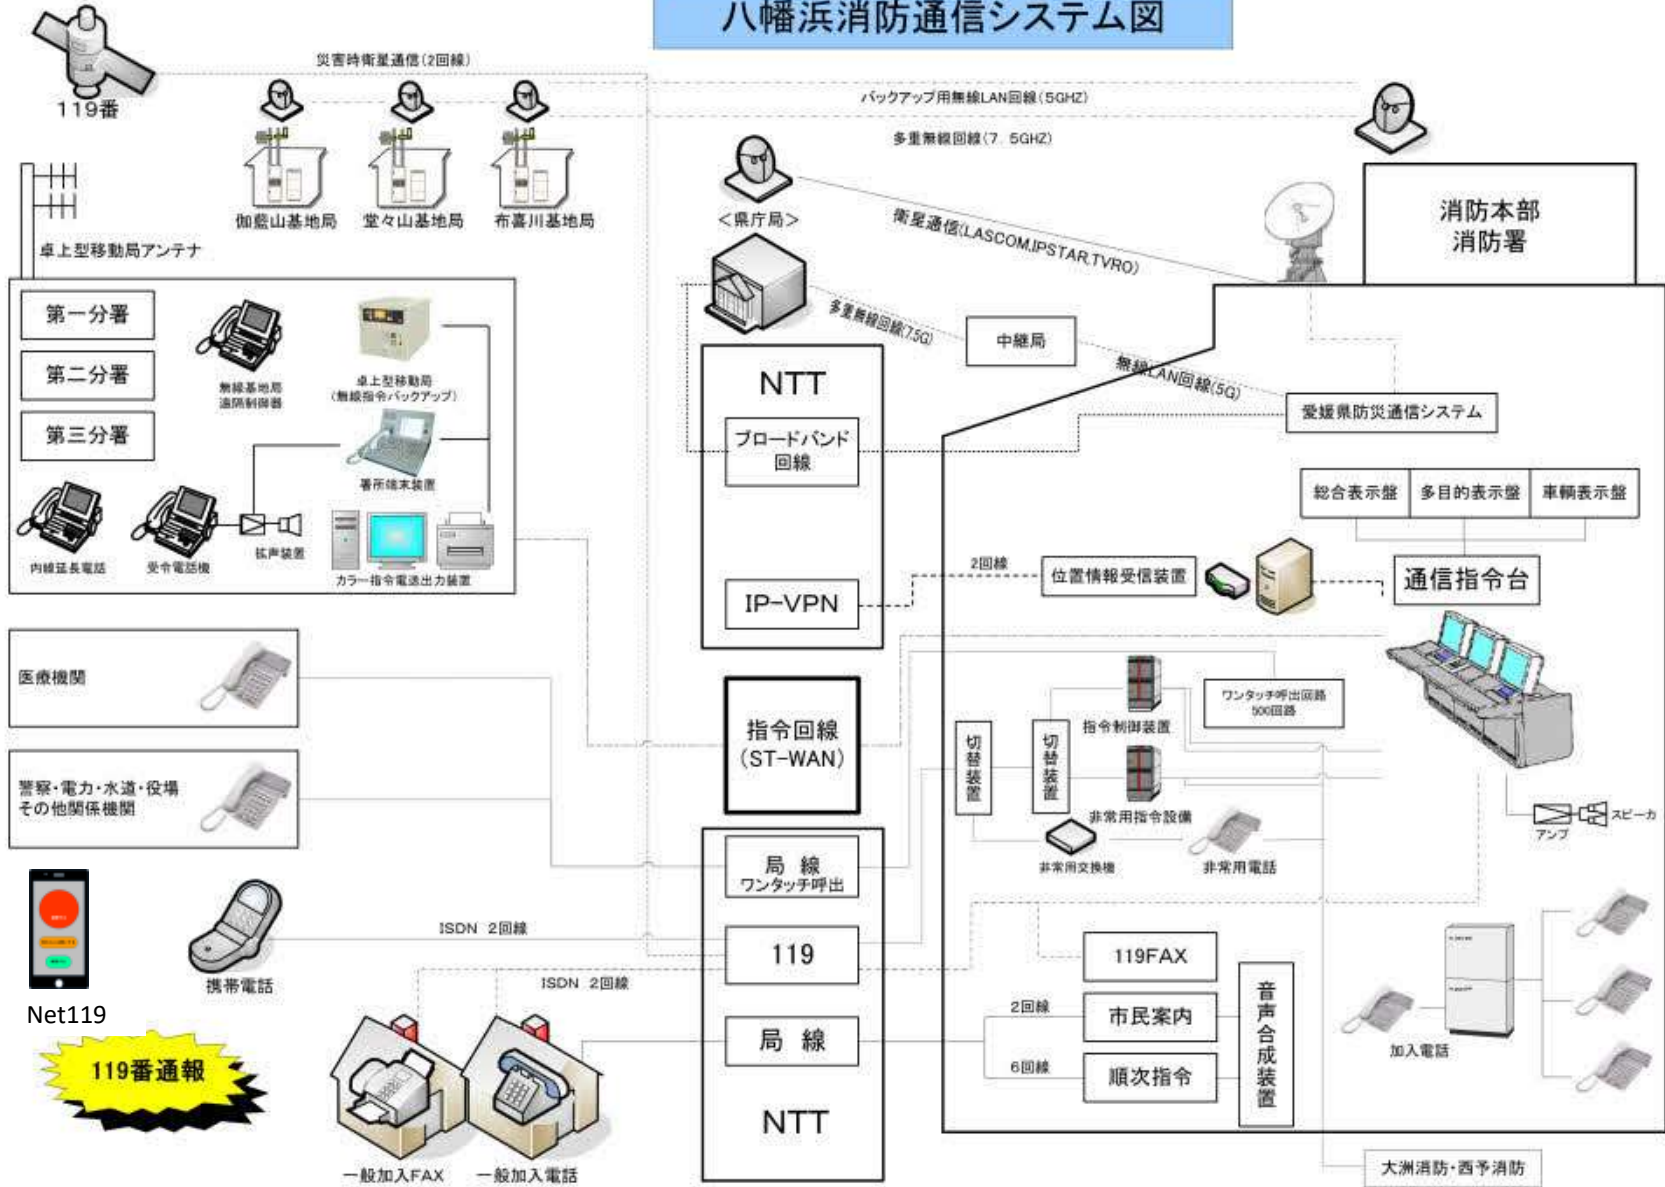 八幡浜消防通信システム図
119番
災害時衛星通信(2回線)
バックアップ用無線LAN回線(5GHZ)
多重無線回線(7.5GHZ)
伽藍山基地局
堂々山基地局
布喜川基地局
<県庁局>
衛星通信(LASCOM,IPSTAR,TVRO)
消防本部
消防署
卓上型移動局アンテナ
第一分署
第二分署
第三分署
無線基地局
遠隔制御器
卓上型移動局
(無線指令バックアップ)
署所端末装置
内線延長電話
受令電話機
拡声装置
カラー指令電送出力装置
多重無線回線(7.5G)
中継局
無線LAN回線(5G)
愛媛県防災通信システム
NTT
ブロードバンド
回線
IP-VPN
総合表示盤
多目的表示盤
車輌表示盤
2回線
位置情報受信装置
通信指令台
医療機関
警察・電力・水道・役場
その他関係機関
指令回線
(ST-WAN)
切替装置
切替装置
指令制御装置
ワンタッチ呼出回路
500回路
非常用指令設備
非常用交換機
非常用電話
アンプ
スピーカ
局 線
ワンタッチ呼出
119
局 線
NTT
Net119
携帯電話
ISDN 2回線
ISDN 2回線
119番通報
一般加入FAX
一般加入電話
119FAX
2回線
市民案内
6回線
順次指令
音声合成装置
加入電話
大洲消防・西予消防